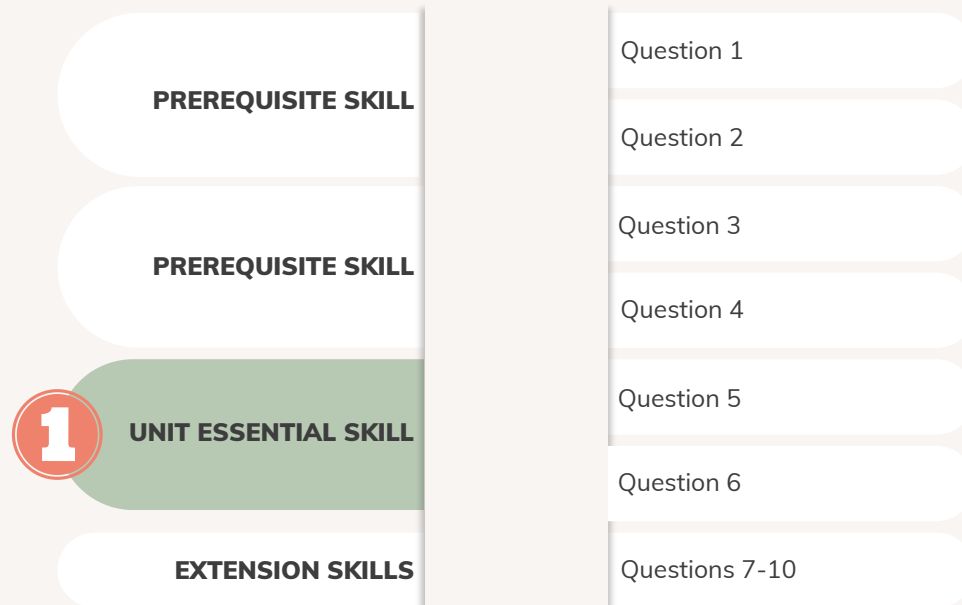 PREREQUISITE SKILL
Question 1
Question 2
PREREQUISITE SKILL
Question 3
Question 4
1
UNIT ESSENTIAL SKILL
Question 5
Question 6
EXTENSION SKILLS
Questions 7-10